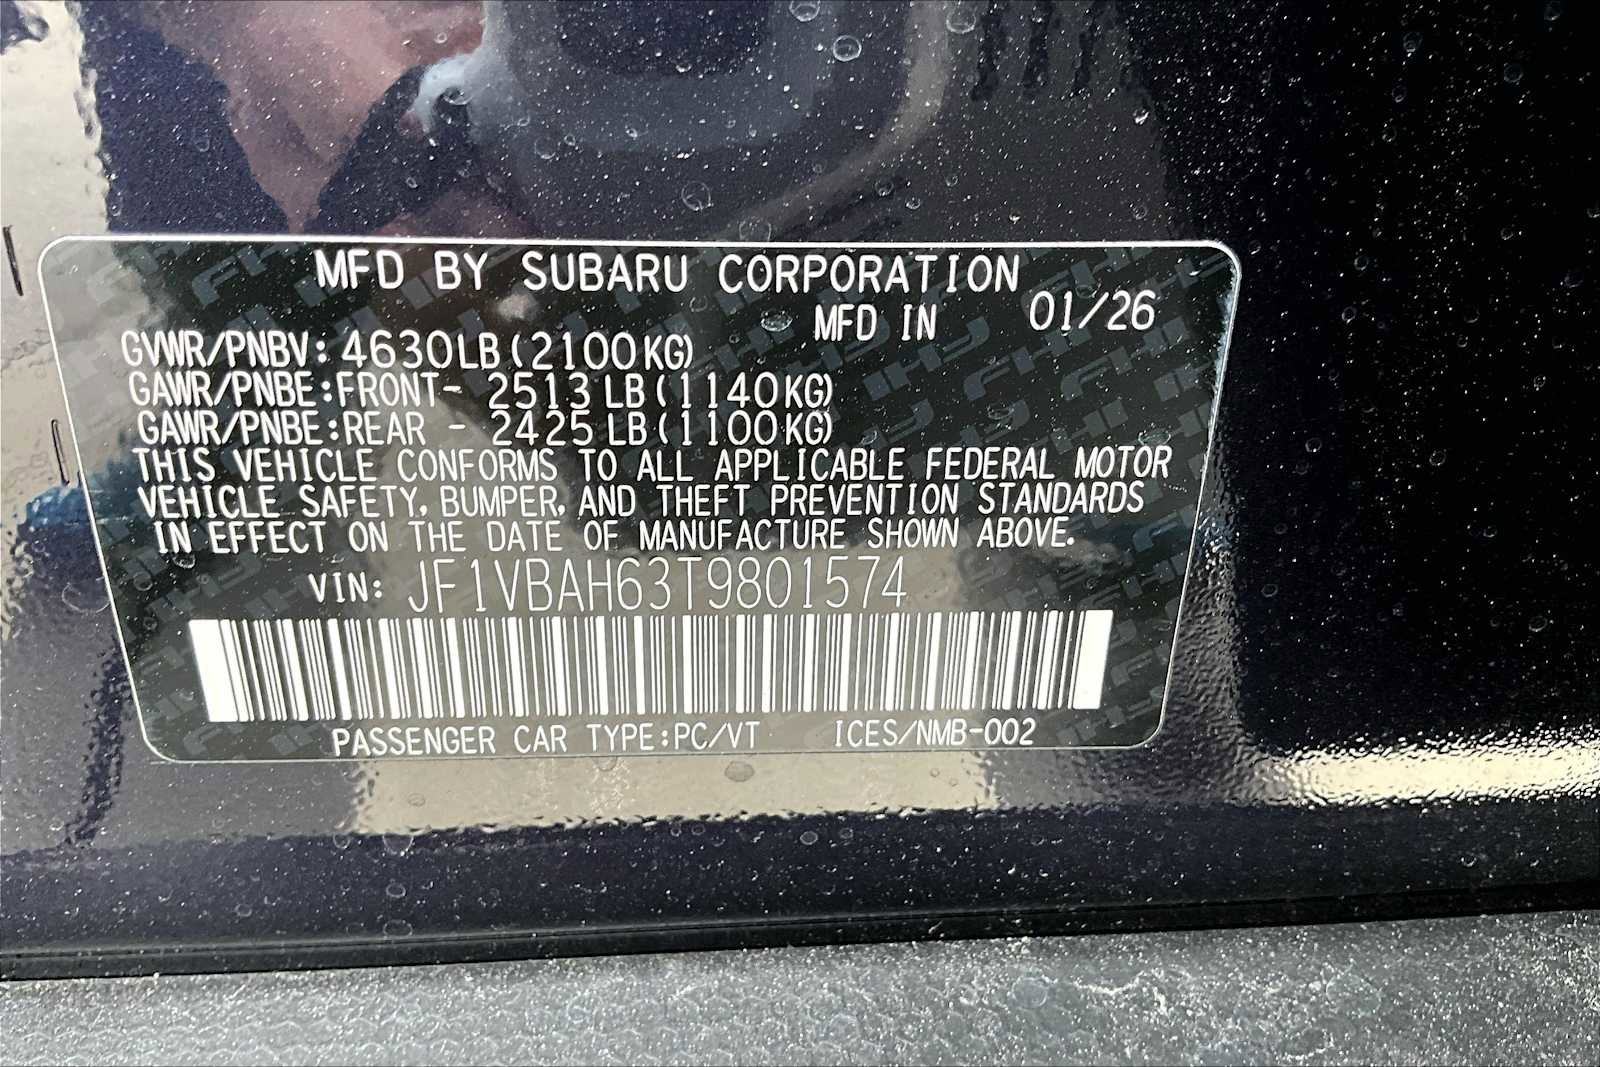 MFD BY SUBARU CORPORATION
MFD IN 01/26
GVWR/PNBV: 4630LB (2100KG)
GAWR/PNBE:FRONT- 2513 LB (1140KG)
GAWR/PNBE:REAR - 2425 LB (1100KG)
THIS VEHICLE CONFORMS TO ALL APPLICABLE FEDERAL MOTOR
VEHICLE SAFETY, BUMPER, AND THEFT PREVENTION STANDARDS
IN EFFECT ON THE DATE OF MANUFACTURE SHOWN ABOVE.
VIN: JF1VBAH63T9801574
PASSENGER CAR TYPE:PC/VT ICES/NMB-002